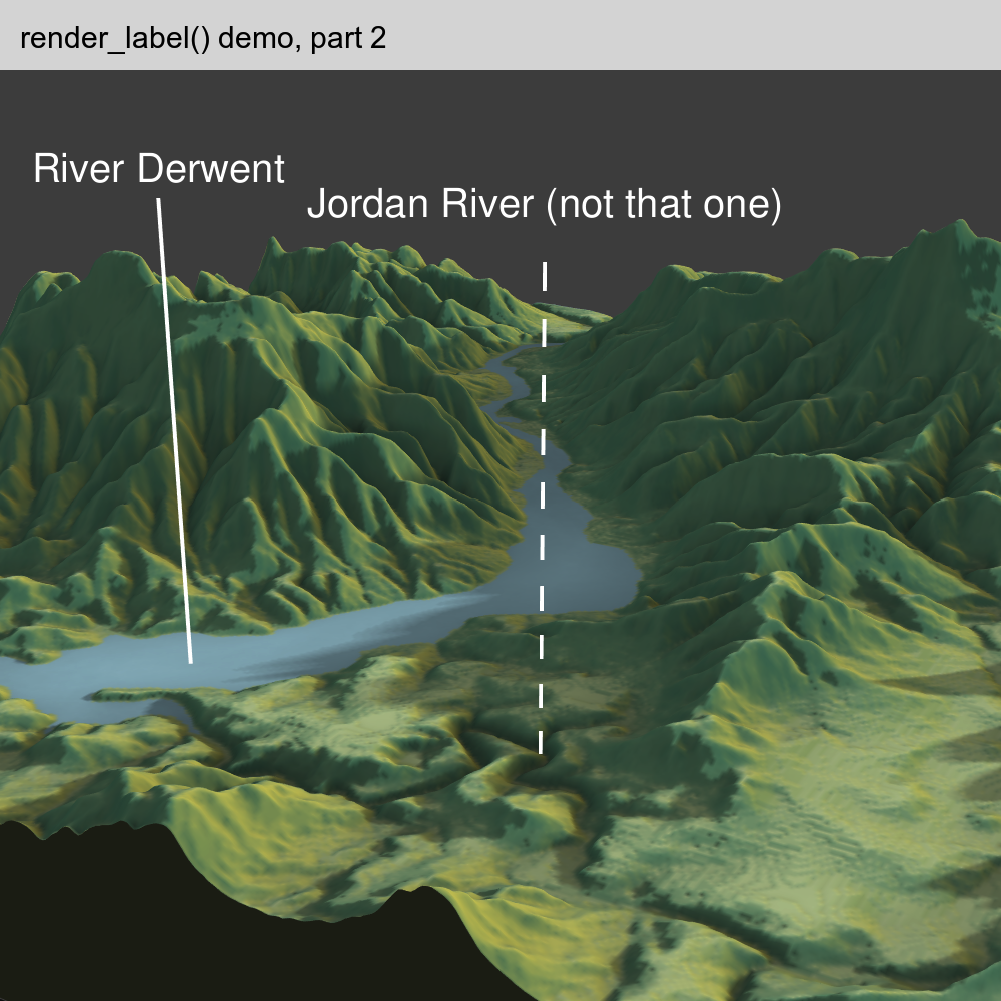 render_label() demo, part 2
River Derwent
Jordan River (not that one)